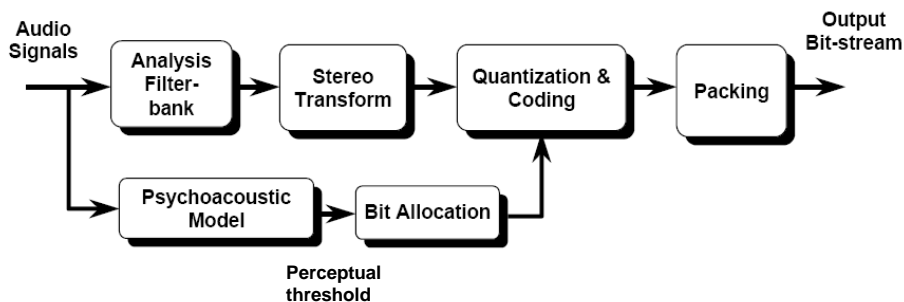 Audio
Signals
Analysis
Filter-
bank
Stereo
Transform
Quantization &
Coding
Packing
Output
Bit-stream
Psychoacoustic
Model
Bit Allocation
Perceptual
threshold